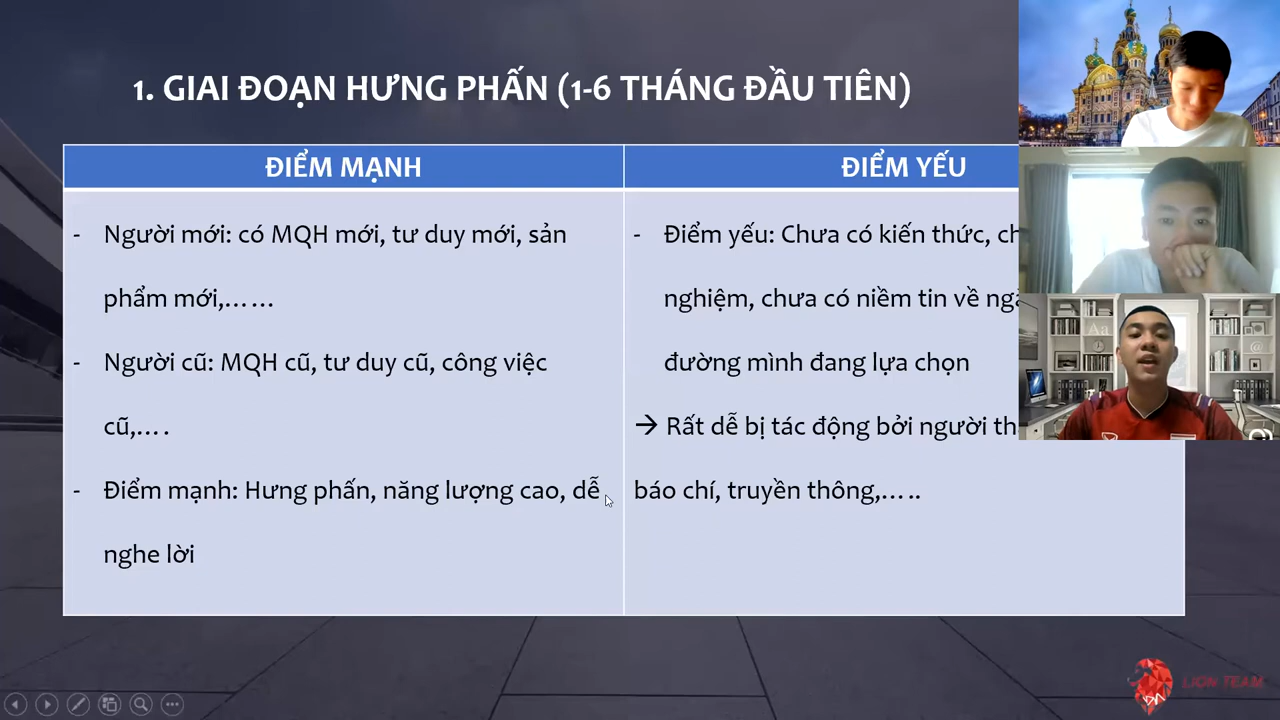 1. GIAI ĐOẠN HƯNG PHẤN (1-6 THÁNG ĐẦU TIÊN)
ĐIỂM MẠNH
- Người mới: có MQH mới, tư duy mới, sản
phẩm mới,……
- Người cũ: MQH cũ, tư duy cũ, công việc
cũ,….
- Điểm mạnh: Hưng phấn, năng lượng cao, dễ
nghe lời
ĐIỂM YẾU
- Điểm yếu: Chưa có kiến thức,
nghiệm, chưa có niềm tin về
đường mình đang lựa chọn
→ Rất dễ bị tác động bởi người
báo chí, truyền thông,…..
LION TEAM